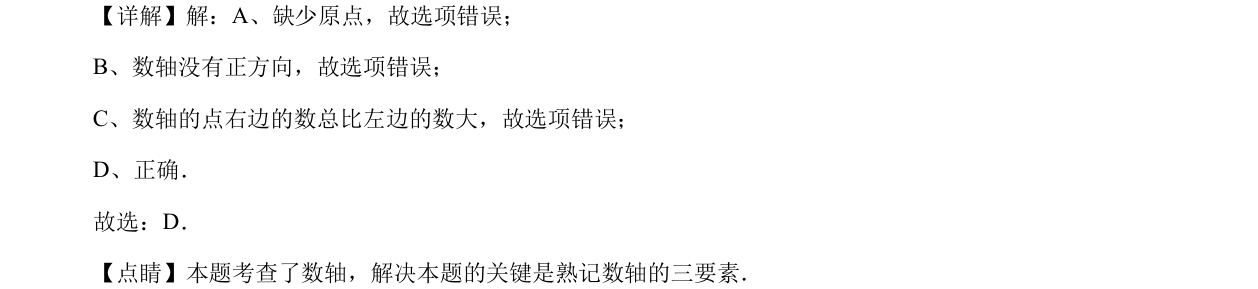 【详解】解：A、缺少原点，故选项错误；
B、数轴没有正方向，故选项错误；
C、数轴的点右边的数总比左边的数大，故选项错误；
D、正确．
故选：D．
【点睛】本题考查了数轴，解决本题的关键是熟记数轴的三要素．